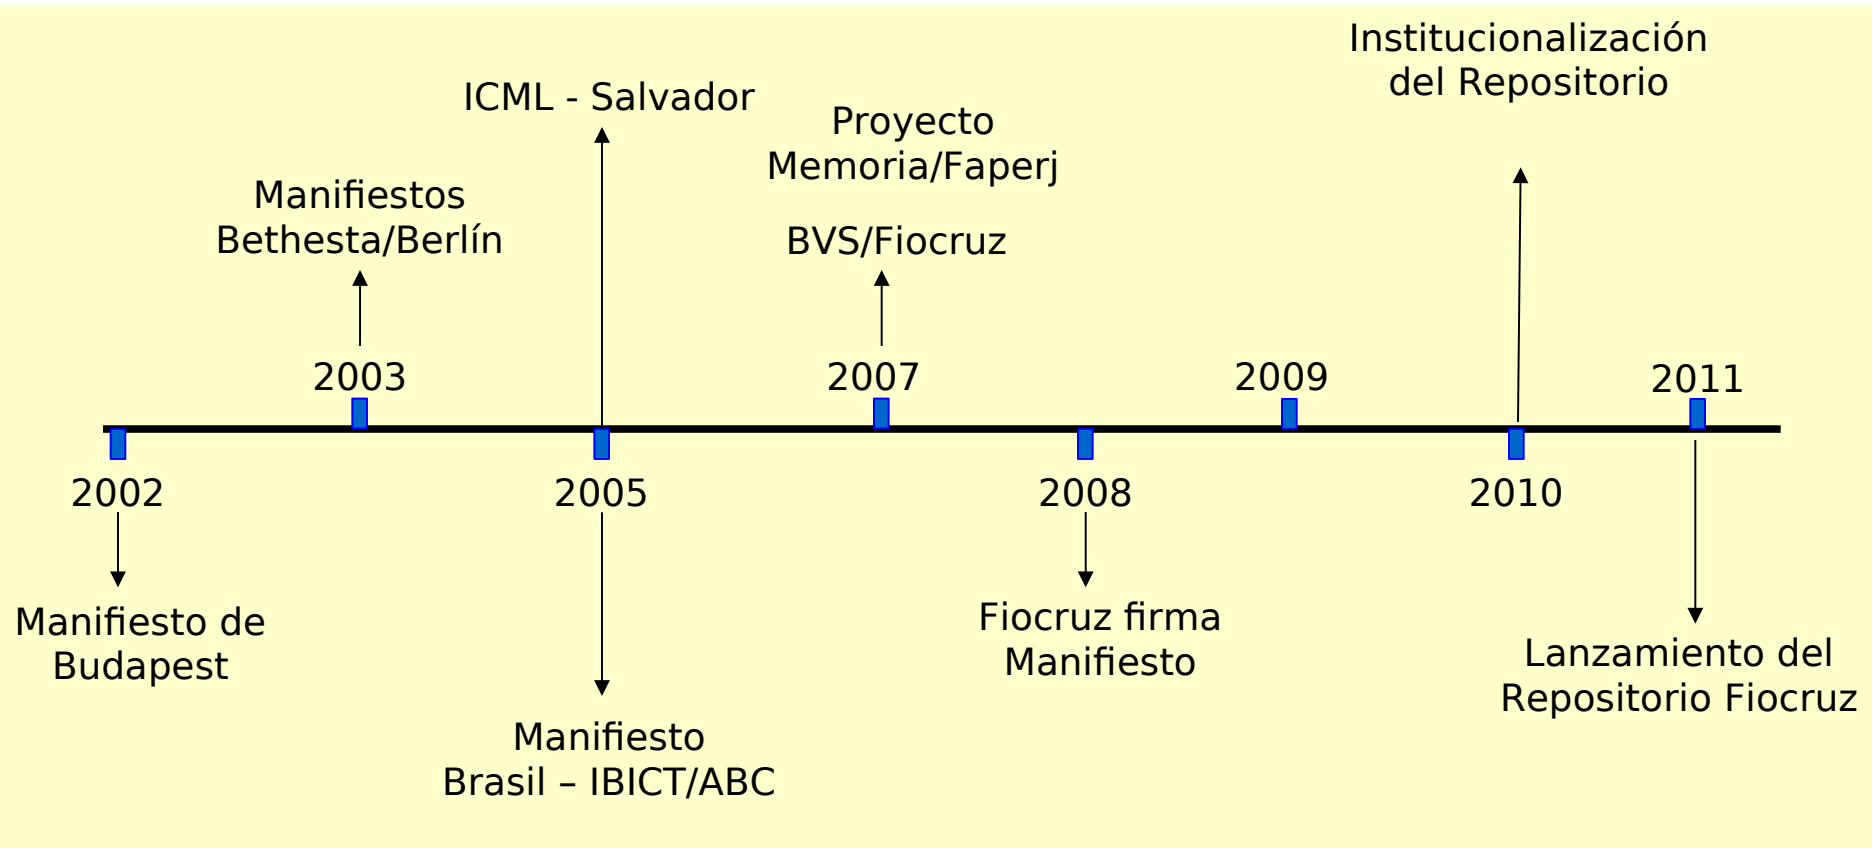 Institucionalización
del Repositorio
ICML - Salvador
Proyecto
Memoria/Faperj
Manifiestos
Bethesta/Berlín
BVS/Fiocruz
2003
2007
2009
2011
2002
2005
2008
2010
Manifiesto de
Budapest
Fiocruz firma
Manifiesto
Lanzamiento del
Repositorio Fiocruz
Manifiesto
Brasil – IBICT/ABC